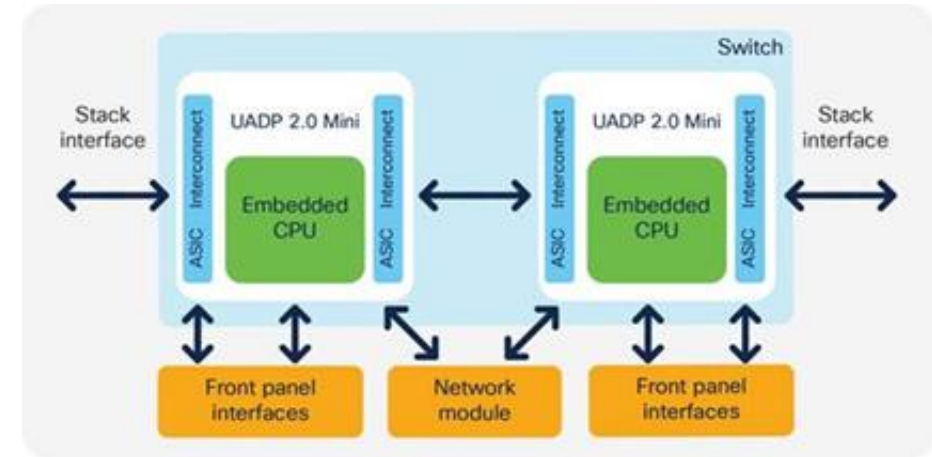 Switch
Stack
interface
ASIC Interconnect
UADP 2.0 Mini
Embedded
CPU
ASIC Interconnect
ASIC Interconnect
UADP 2.0 Mini
Embedded
CPU
ASIC Interconnect
Stack
interface
Front panel
interfaces
Network
module
Front panel
interfaces